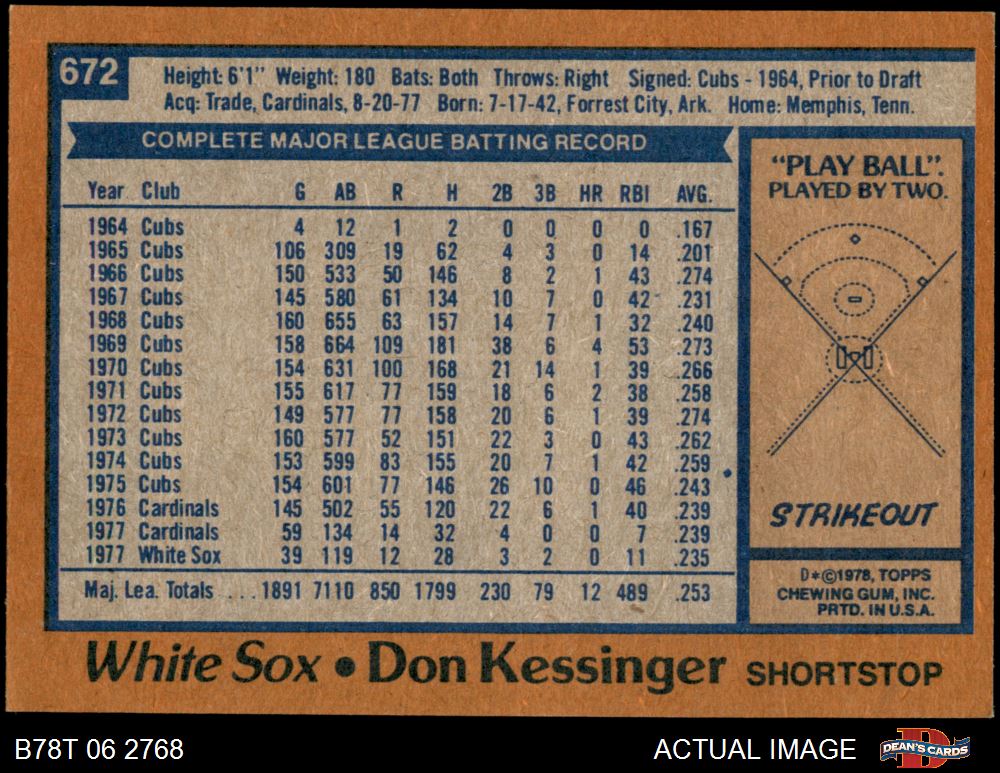 672
Height: 6'1" Weight: 180 Bats: Both Throws: Right Signed: Cubs - 1964, Prior to Draft
Acq: Trade, Cardinals, 8-20-77 Born: 7-17-42, Forrest City, Ark. Home: Memphis, Tenn.
COMPLETE MAJOR LEAGUE BATTING RECORD
Year Club G AB R H 2B 3B HR RBI AVG.
1964 Cubs 4 12 1 2 0 0 0 0 .167
1965 Cubs 106 309 19 62 4 3 0 14 .201
1966 Cubs 150 533 50 146 8 2 1 43 .274
1967 Cubs 145 580 61 134 10 7 0 42 .231
1968 Cubs 160 655 63 157 14 7 1 32 .240
1969 Cubs 158 664 109 181 38 6 4 53 .273
1970 Cubs 154 631 100 168 21 14 1 39 .266
1971 Cubs 155 617 77 159 18 6 2 38 .258
1972 Cubs 149 577 77 158 20 6 1 39 .274
1973 Cubs 160 577 52 151 22 3 0 43 .262
1974 Cubs 153 599 83 155 20 7 1 42 .259
1975 Cubs 154 601 77 146 26 10 0 46 .243
1976 Cardinals 145 502 55 120 22 6 1 40 .239
1977 Cardinals 59 134 14 32 4 0 0 7 .239
1977 White Sox 39 119 12 28 3 2 0 11 .235
Maj. Lea. Totals ... 1891 7110 850 1799 230 79 12 489 .253
"PLAY BALL".
PLAYED BY TWO.
STRIKEOUT
D*©1978, TOPPS
CHEWING GUM, INC.
PRTD. IN U.S.A.
White Sox • Don Kessinger SHORTSTOP
B78T 06 2768
ACTUAL IMAGE
DEAN'S CARDS